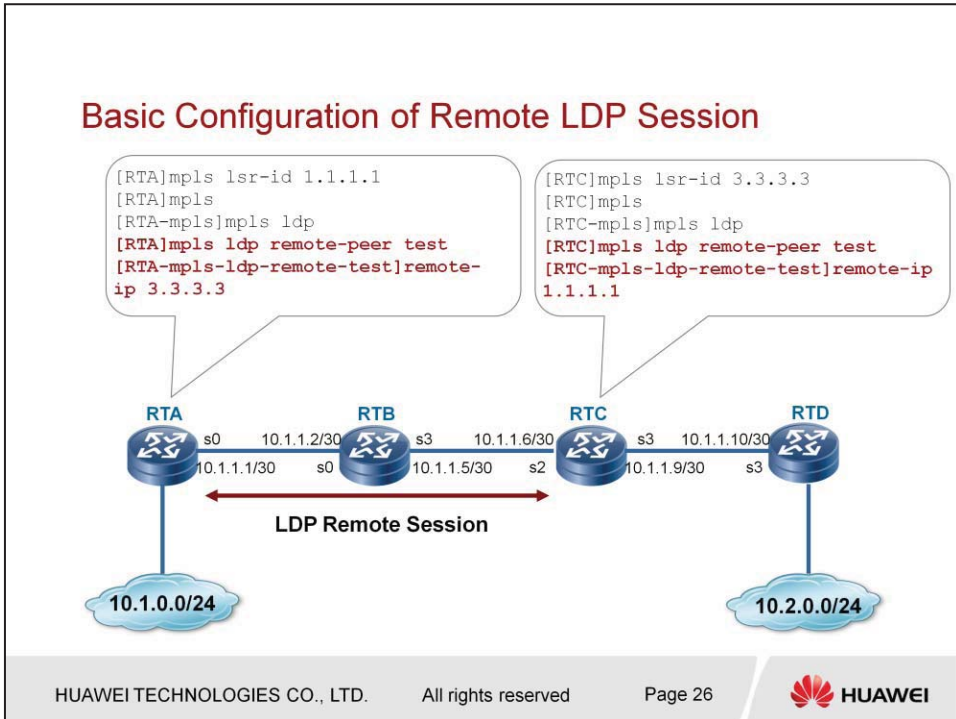 Basic Configuration of Remote LDP Session
[RTA]mpls lsr-id 1.1.1.1
[RTA]mpls
[RTA-mpls]mpls ldp
[RTA]mpls ldp remote-peer test
[RTA-mpls-ldp-remote-test]remote-
ip 3.3.3.3
[RTC]mpls lsr-id 3.3.3.3
[RTC]mpls
[RTC-mpls]mpls ldp
[RTC]mpls ldp remote-peer test
[RTC-mpls-ldp-remote-test]remote-ip
1.1.1.1
RTA RTB RTC RTD
s0 10.1.1.2/30 s3 10.1.1.6/30 s3 10.1.1.10/30
10.1.1.1/30 s0 10.1.1.5/30 s2 10.1.1.9/30 s3
LDP Remote Session
10.1.0.0/24 10.2.0.0/24
HUAWEI TECHNOLOGIES CO., LTD. All rights reserved Page 26 HUAWEI